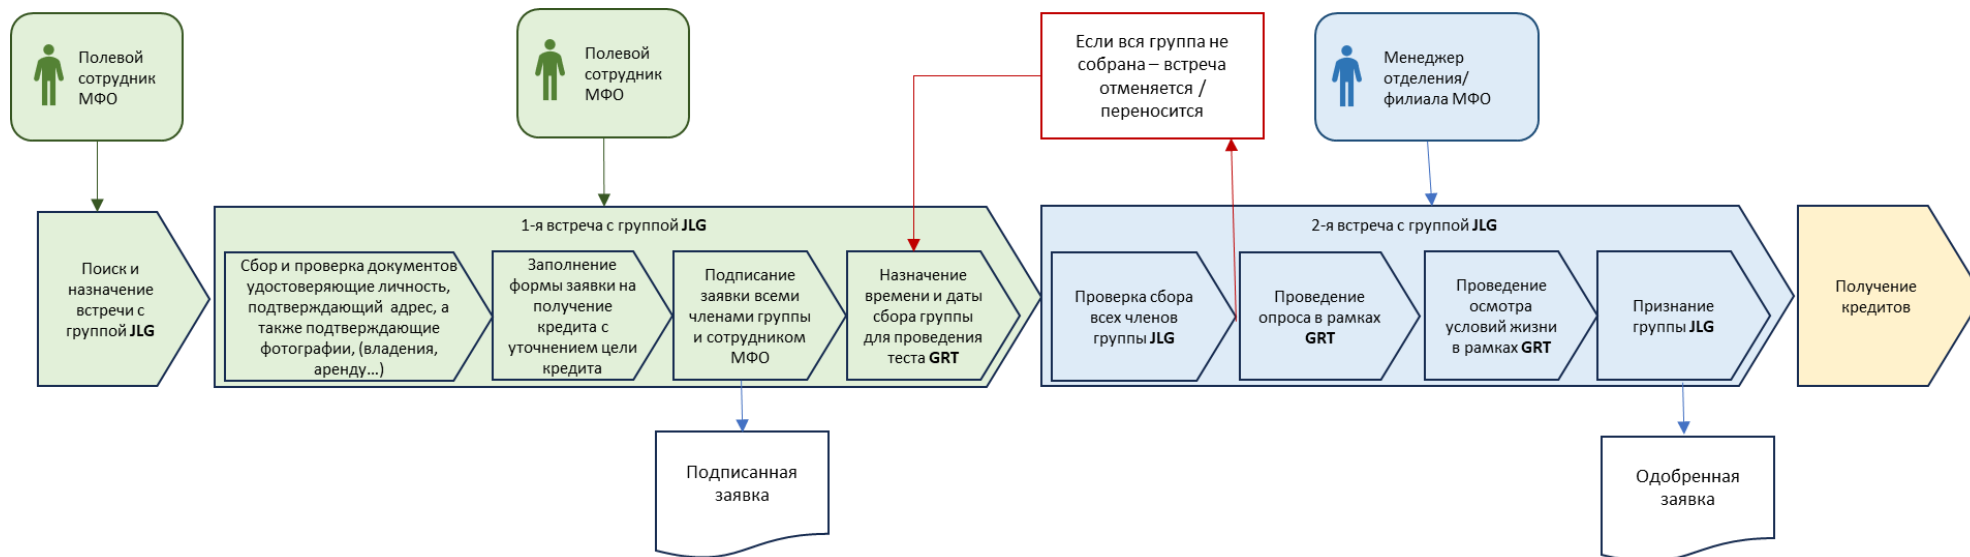 Полевой
сотрудник
МФО
Полевой
сотрудник
МФО
Если вся группа не
собрана – встреча
отменяется /
переносится
Менеджер
отделения/
филиала МФО
Поиск и
назначение
встречи с
группой JLG
1-я встреча с группой JLG
Сбор и проверка документов
удостоверяющие личность,
подтверждающий адрес, а
также подтверждающие
фотографии, (владения,
аренду...)
Заполнение
формы заявки на
получение
кредита с
уточнением цели
кредита
Подписание
заявки всеми
членами группы
и сотрудником
МФО
Назначение
времени и даты
сбора группы
для проведения
теста GRT
2-я встреча с группой JLG
Проверка сбора
всех членов
группы JLG
Проведение
опроса в рамках
GRT
Проведение
осмотра
условий жизни
в рамках GRT
Признание
группы JLG
Получение
кредитов
Подписанная
заявка
Одобренная
заявка